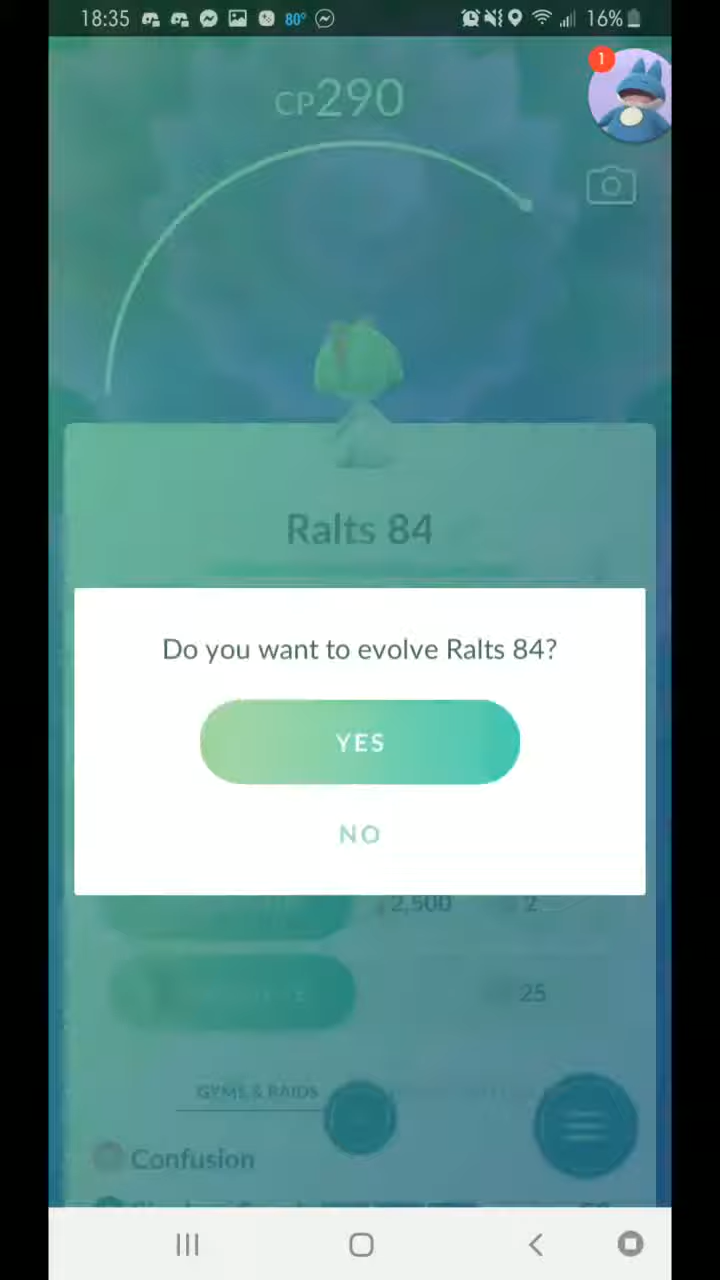 18:35
80°
16%
1
CP290
Ralts 84
Do you want to evolve Ralts 84?
YES
NO
2,500
2
25
GYMS & RAIDS
Confusion